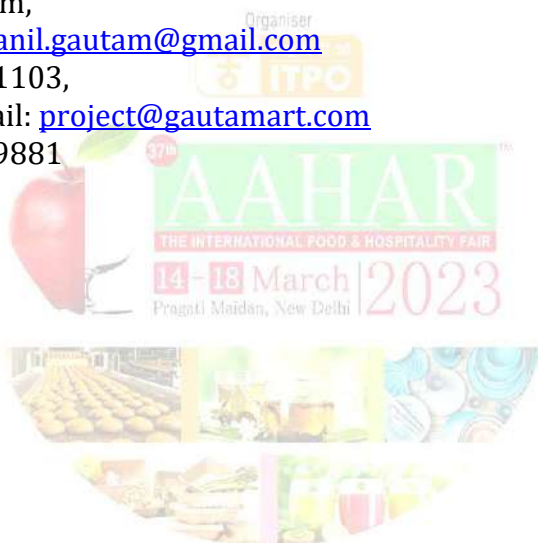 m,
Organiser
anil.gautam@gmail.com
ITPO
1103,
ail: project@gautamart.com
9881
37th
AAHAR
THE INTERNATIONAL FOOD & HOSPITALITY FAIR
14-18 March 2023
Pragati Maidan, New Delhi